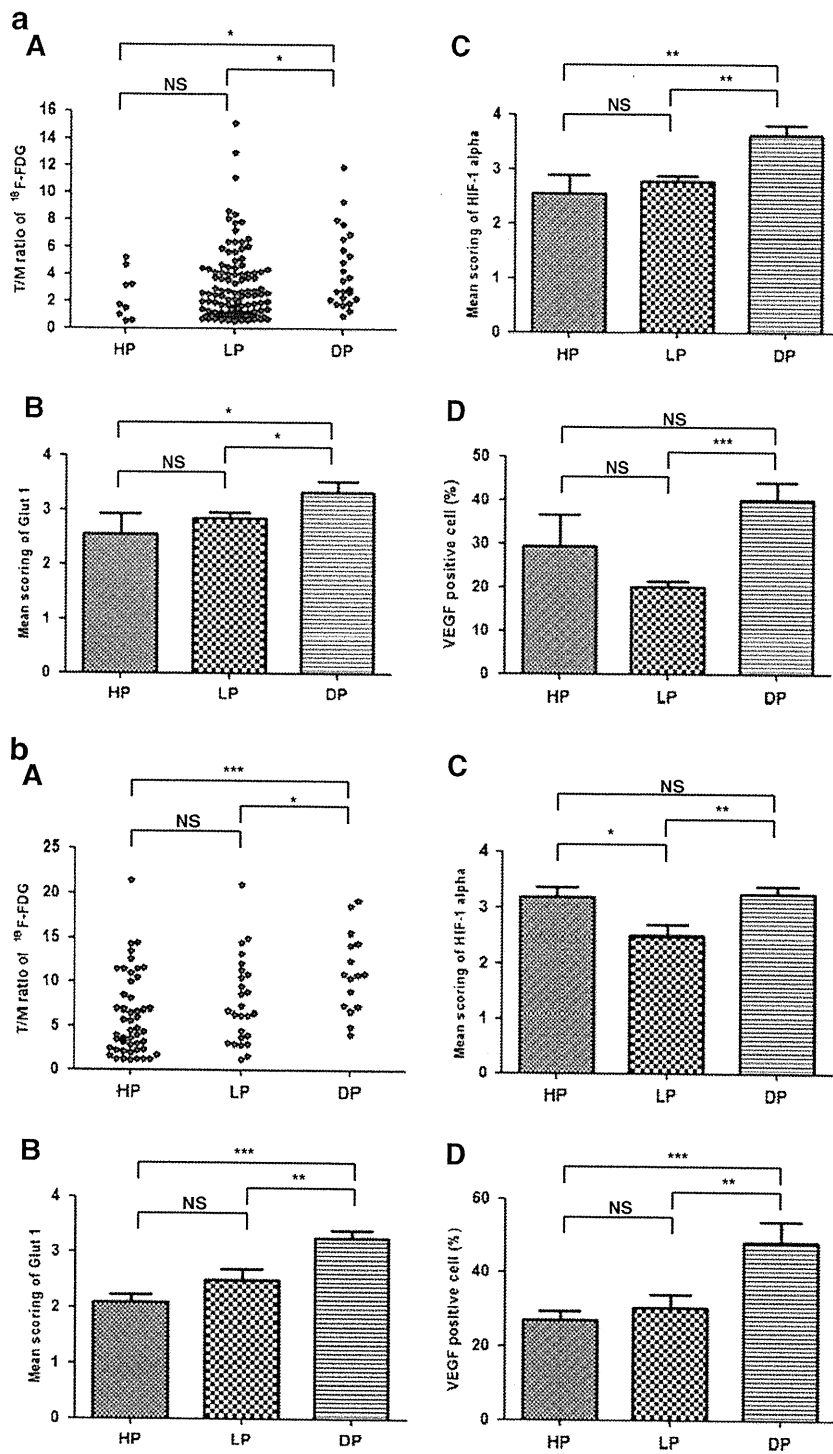 a
A
*
*
NS
T/M ratio of ¹⁸F-FDG
16
14
12
10
8
6
4
2
0
HP LP DP
C
**
**
NS
Mean scoring of HIF-1 alpha
4
3
2
1
0
HP LP DP
B
*
*
NS
Mean scoring of Glut 1
4
3
2
1
0
HP LP DP
D
NS
***
NS
VEGF positive cell (%)
50
40
30
20
10
0
HP LP DP
b
A
***
*
NS
T/M ratio of ¹⁸F-FDG
25
20
15
10
5
0
HP LP DP
C
NS
**
*
Mean scoring of HIF-1 alpha
4
3
2
1
0
HP LP DP
B
***
**
NS
Mean scoring of Glut 1
4
3
2
1
0
HP LP DP
D
***
**
NS
VEGF positive cell (%)
60
40
20
0
HP LP DP